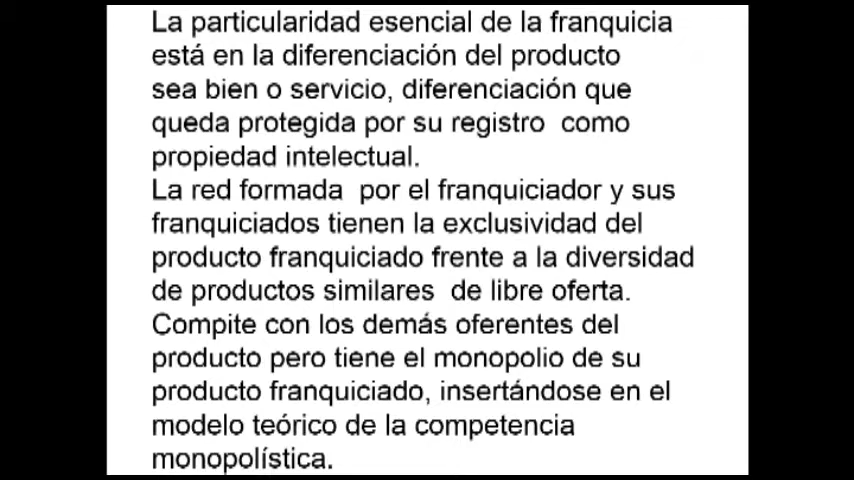 La particularidad esencial de la franquicia
está en la diferenciación del producto
sea bien o servicio, diferenciación que
queda protegida por su registro  como
propiedad intelectual.
La red formada  por el franquiciador y sus
franquiciados tienen la exclusividad del
producto franquiciado frente a la diversidad
de productos similares  de libre oferta.
Compite con los demás oferentes del
producto pero tiene el monopolio de su
producto franquiciado, insertándose en el
modelo teórico de la competencia
monopolística.